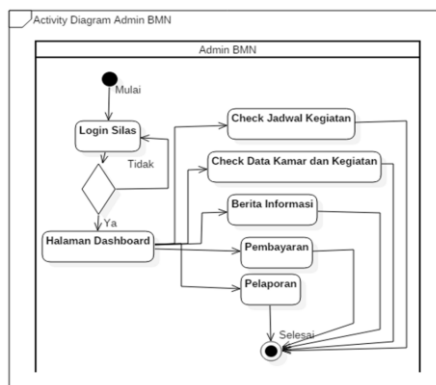 Activity Diagram Admin BMN
Admin BMN
Mulai
Login Silas
Tidak
Ya
Halaman Dashboard
Check Jadwal Kegiatan
Check Data Kamar dan Kegiatan
Berita Informasi
Pembayaran
Pelaporan
Selesai